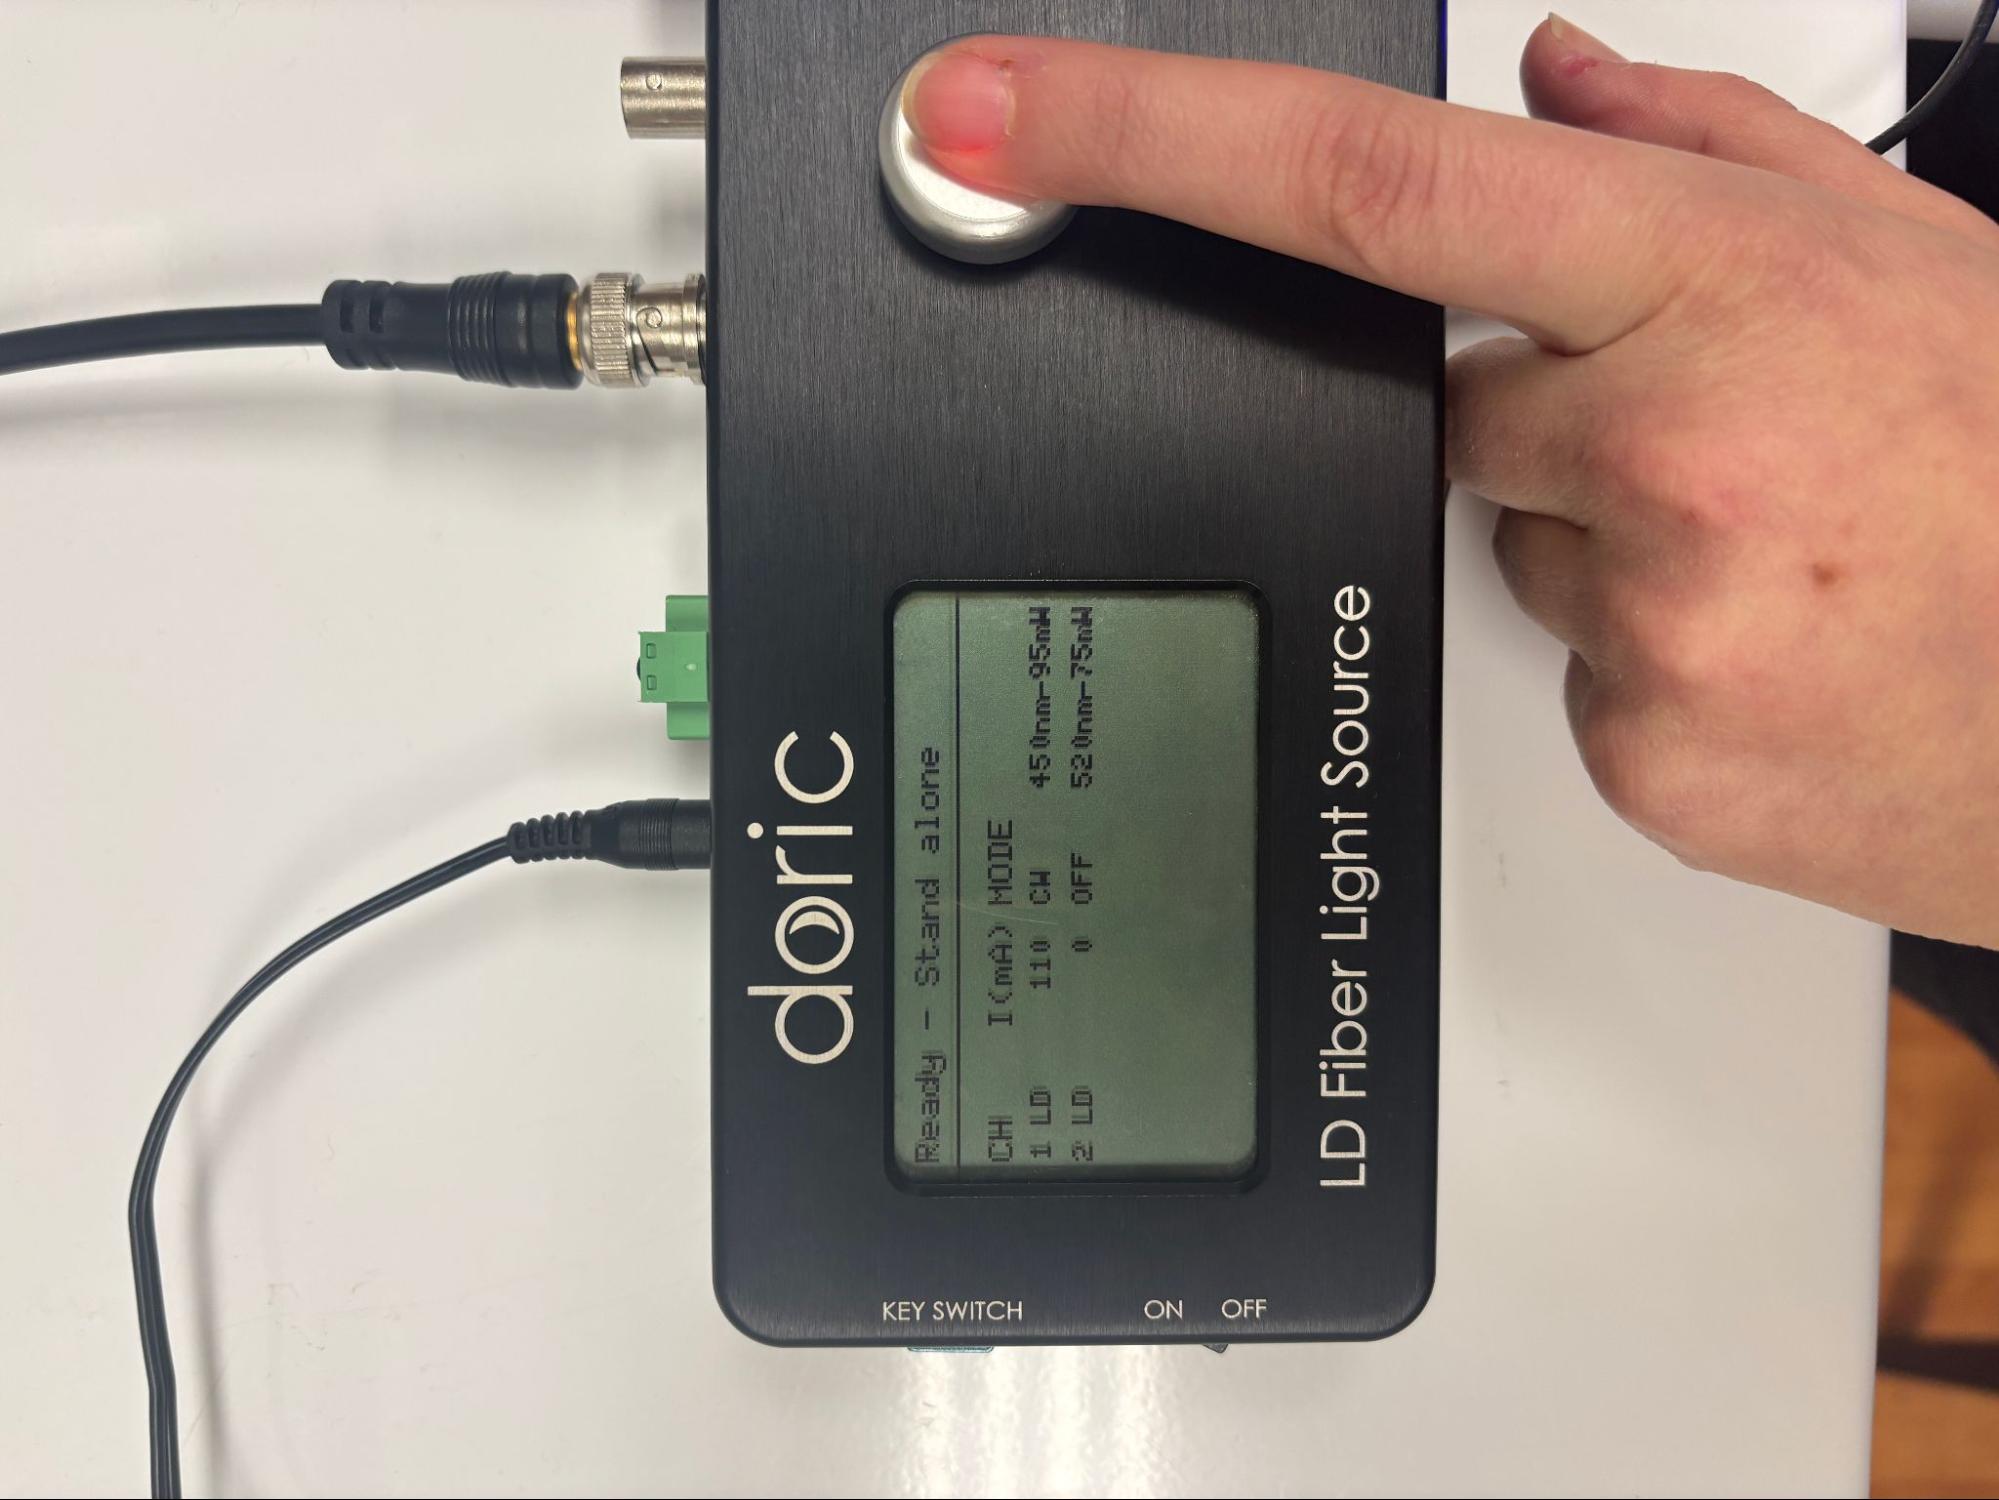 doric
Ready - Stand alone
CH I(mA) MODE
1 LD 110 CW 450nm-95mW
2 LD 0 OFF 520nm-75mW
LD Fiber Light Source
KEY SWITCH
ON OFF